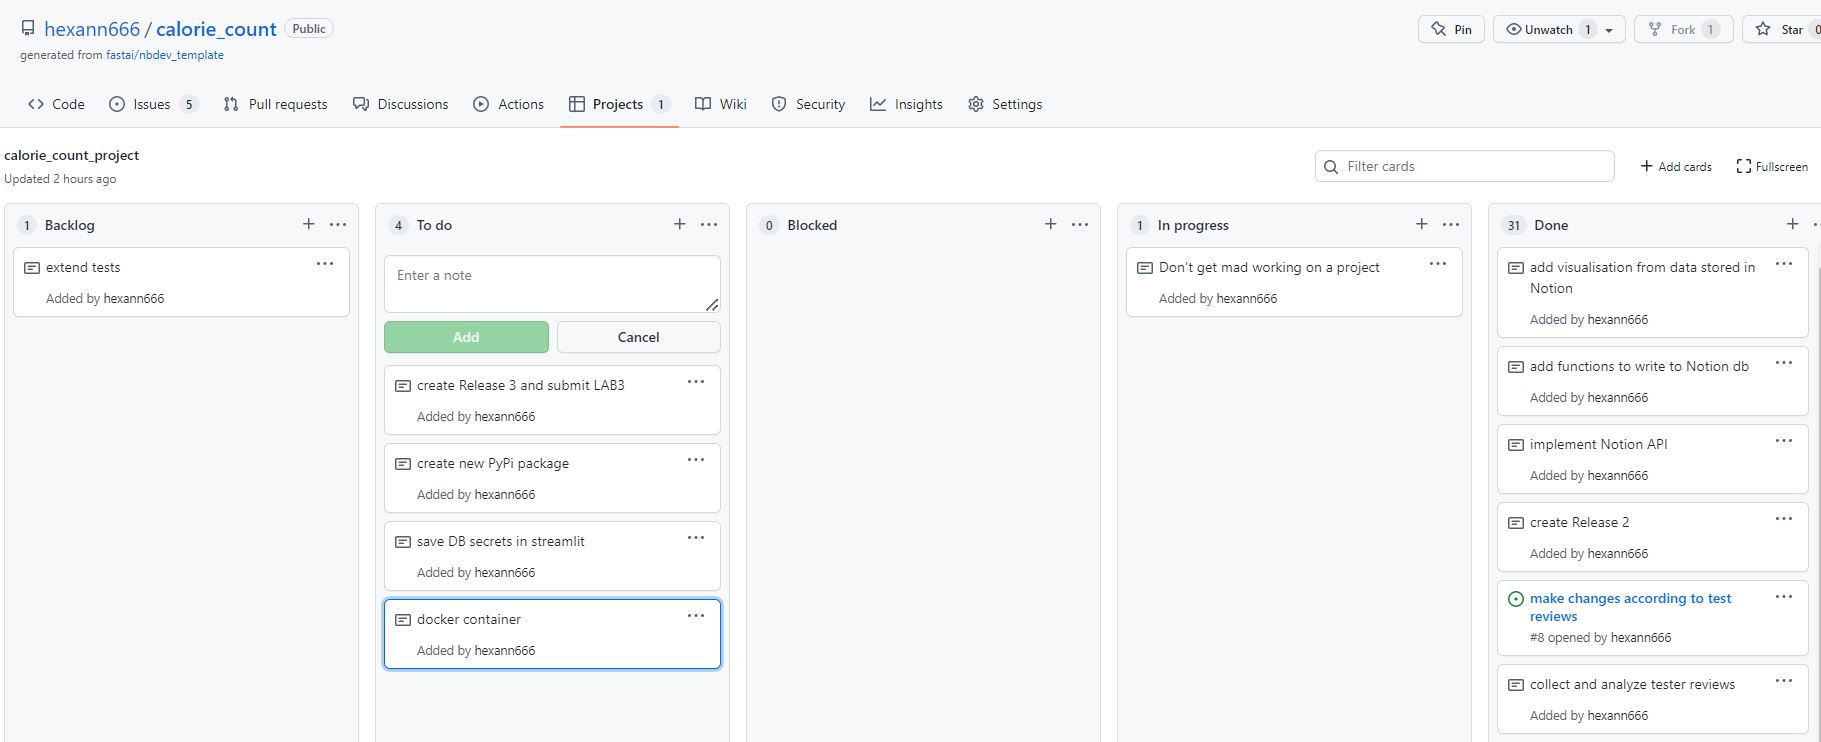 hexann666 / calorie_count Public
Pin Unwatch 1 Fork 1 Star 0
generated from fastai/nbdev_template
Code Issues 5 Pull requests Discussions Actions Projects 1 Wiki Security Insights Settings
calorie_count_project
Updated 2 hours ago
Filter cards
+ Add cards Fullscreen
1 Backlog
extend tests
Added by hexann666
4 To do
Enter a note
Add Cancel
create Release 3 and submit LAB3
Added by hexann666
create new PyPi package
Added by hexann666
save DB secrets in streamlit
Added by hexann666
docker container
Added by hexann666
0 Blocked
1 In progress
Don't get mad working on a project
Added by hexann666
31 Done
add visualisation from data stored in
Notion
Added by hexann666
add functions to write to Notion db
Added by hexann666
implement Notion API
Added by hexann666
create Release 2
Added by hexann666
make changes according to test
reviews
#8 opened by hexann666
collect and analyze tester reviews
Added by hexann666